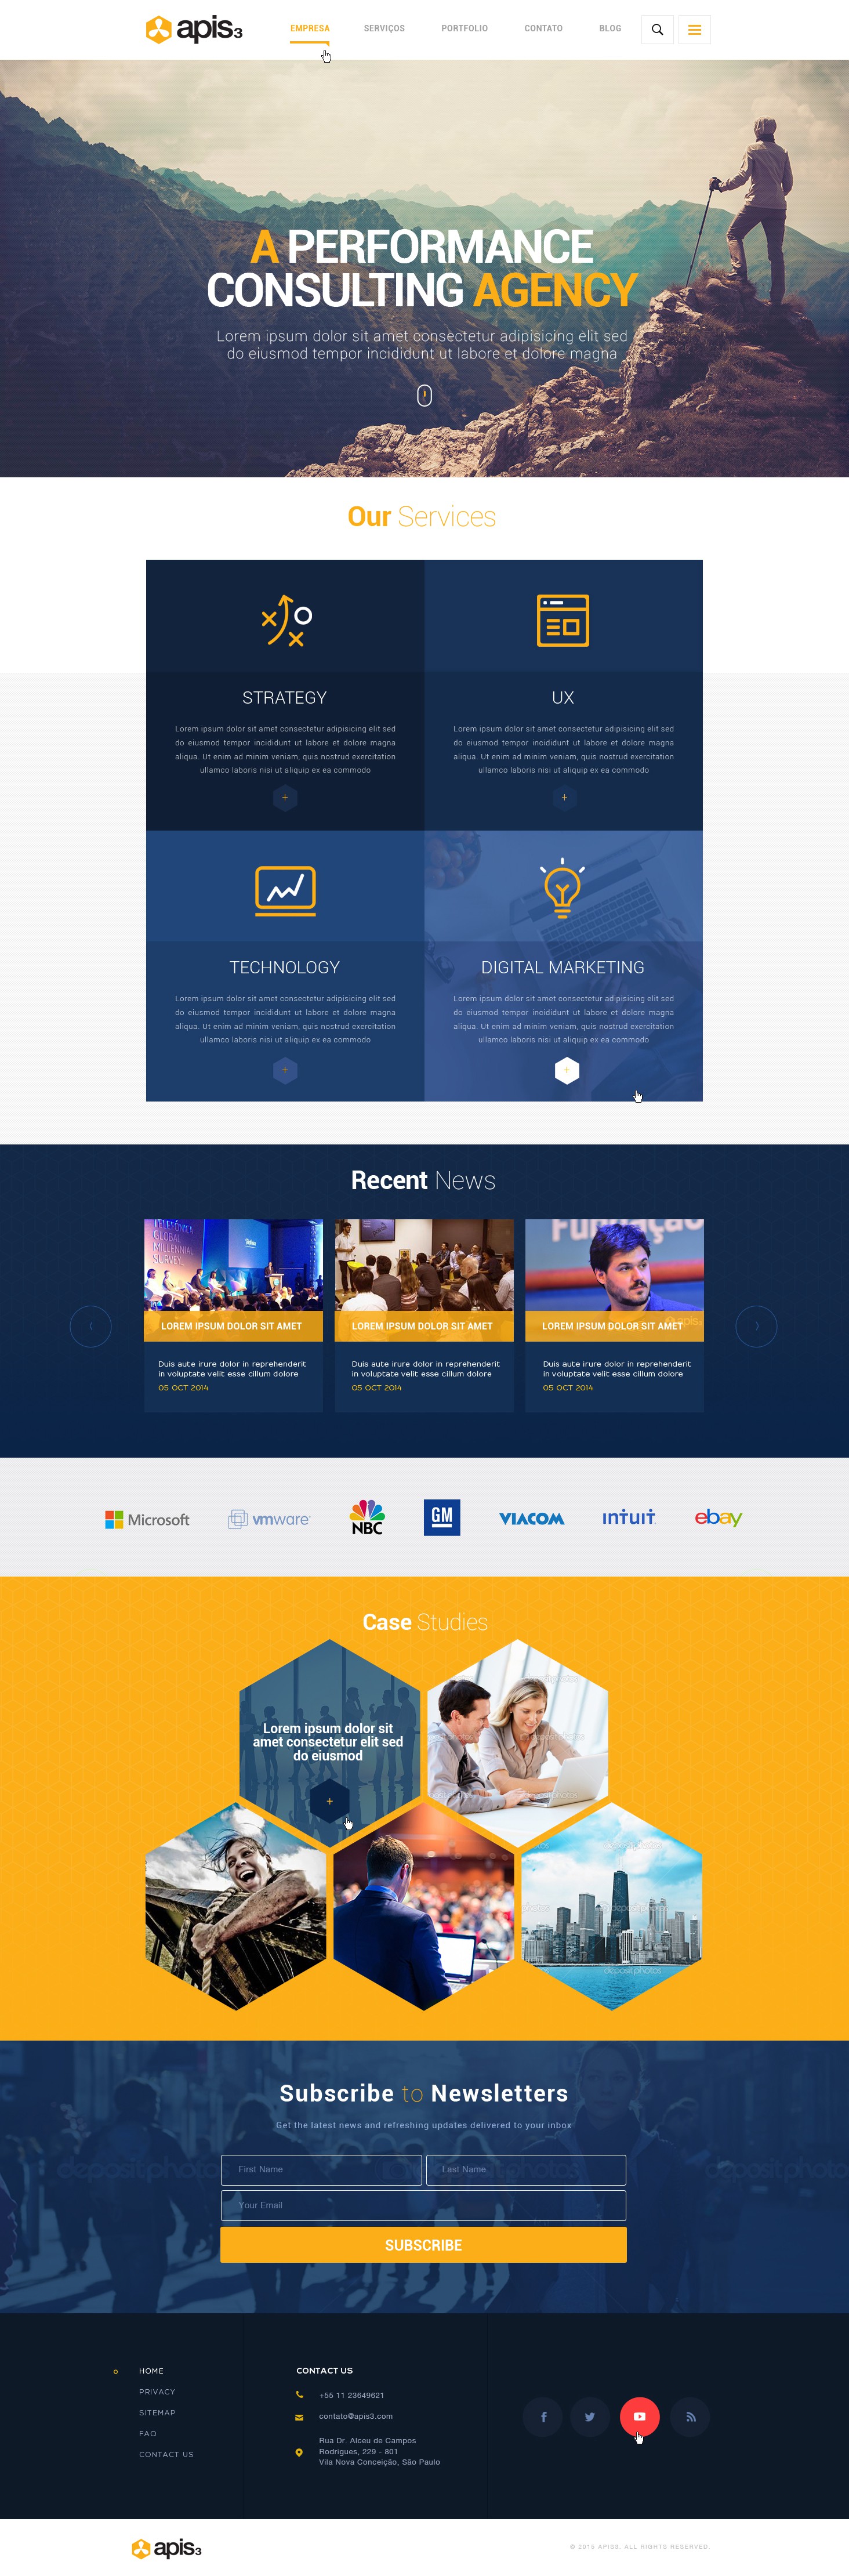 apis3
EMPRESA SERVIÇOS PORTFOLIO CONTATO BLOG
A PERFORMANCE
CONSULTING AGENCY
Lorem ipsum dolor sit amet consectetur adipisicing elit sed
do eiusmod tempor incididunt ut labore et dolore magna
Our Services
STRATEGY
Lorem ipsum dolor sit amet consectetur adipisicing elit sed
do eiusmod tempor incididunt ut labore et dolore magna
aliqua. Ut enim ad minim veniam, quis nostrud exercitation
ullamco laboris nisi ut aliquip ex ea commodo
+
UX
Lorem ipsum dolor sit amet consectetur adipisicing elit sed
do eiusmod tempor incididunt ut labore et dolore magna
aliqua. Ut enim ad minim veniam, quis nostrud exercitation
ullamco laboris nisi ut aliquip ex ea commodo
+
TECHNOLOGY
Lorem ipsum dolor sit amet consectetur adipisicing elit sed
do eiusmod tempor incididunt ut labore et dolore magna
aliqua. Ut enim ad minim veniam, quis nostrud exercitation
ullamco laboris nisi ut aliquip ex ea commodo
+
DIGITAL MARKETING
Lorem ipsum dolor sit amet consectetur adipisicing elit sed
do eiusmod tempor incididunt ut labore et dolore magna
aliqua. Ut enim ad minim veniam, quis nostrud exercitation
ullamco laboris nisi ut aliquip ex ea commodo
+
Recent News
TELEFÓNICA
GLOBAL
MILLENNIAL
SURVEY
LOREM IPSUM DOLOR SIT AMET
Duis aute irure dolor in reprehenderit
in voluptate velit esse cillum dolore
05 OCT 2014
LOREM IPSUM DOLOR SIT AMET
Duis aute irure dolor in reprehenderit
in voluptate velit esse cillum dolore
05 OCT 2014
Fundação
LOREM IPSUM DOLOR SIT AMET
apis3
Duis aute irure dolor in reprehenderit
in voluptate velit esse cillum dolore
05 OCT 2014
Microsoft
vmware
NBC
GM
VIACOM
intuit
ebay
Case Studies
Lorem ipsum dolor sit
amet consectetur elit sed
do eiusmod
+
depositphotos
depositphotos
depositphotos
depositphotos
depositphotos
depositphotos
Subscribe to Newsletters
Get the latest news and refreshing updates delivered to your inbox
First Name
Last Name
Your Email
SUBSCRIBE
HOME
PRIVACY
SITEMAP
FAQ
CONTACT US
CONTACT US
+55 11 23649621
contato@apis3.com
Rua Dr. Alceu de Campos
Rodrigues, 229 - 801
Vila Nova Conceição, São Paulo
apis3
© 2015 APIS3. ALL RIGHTS RESERVED.